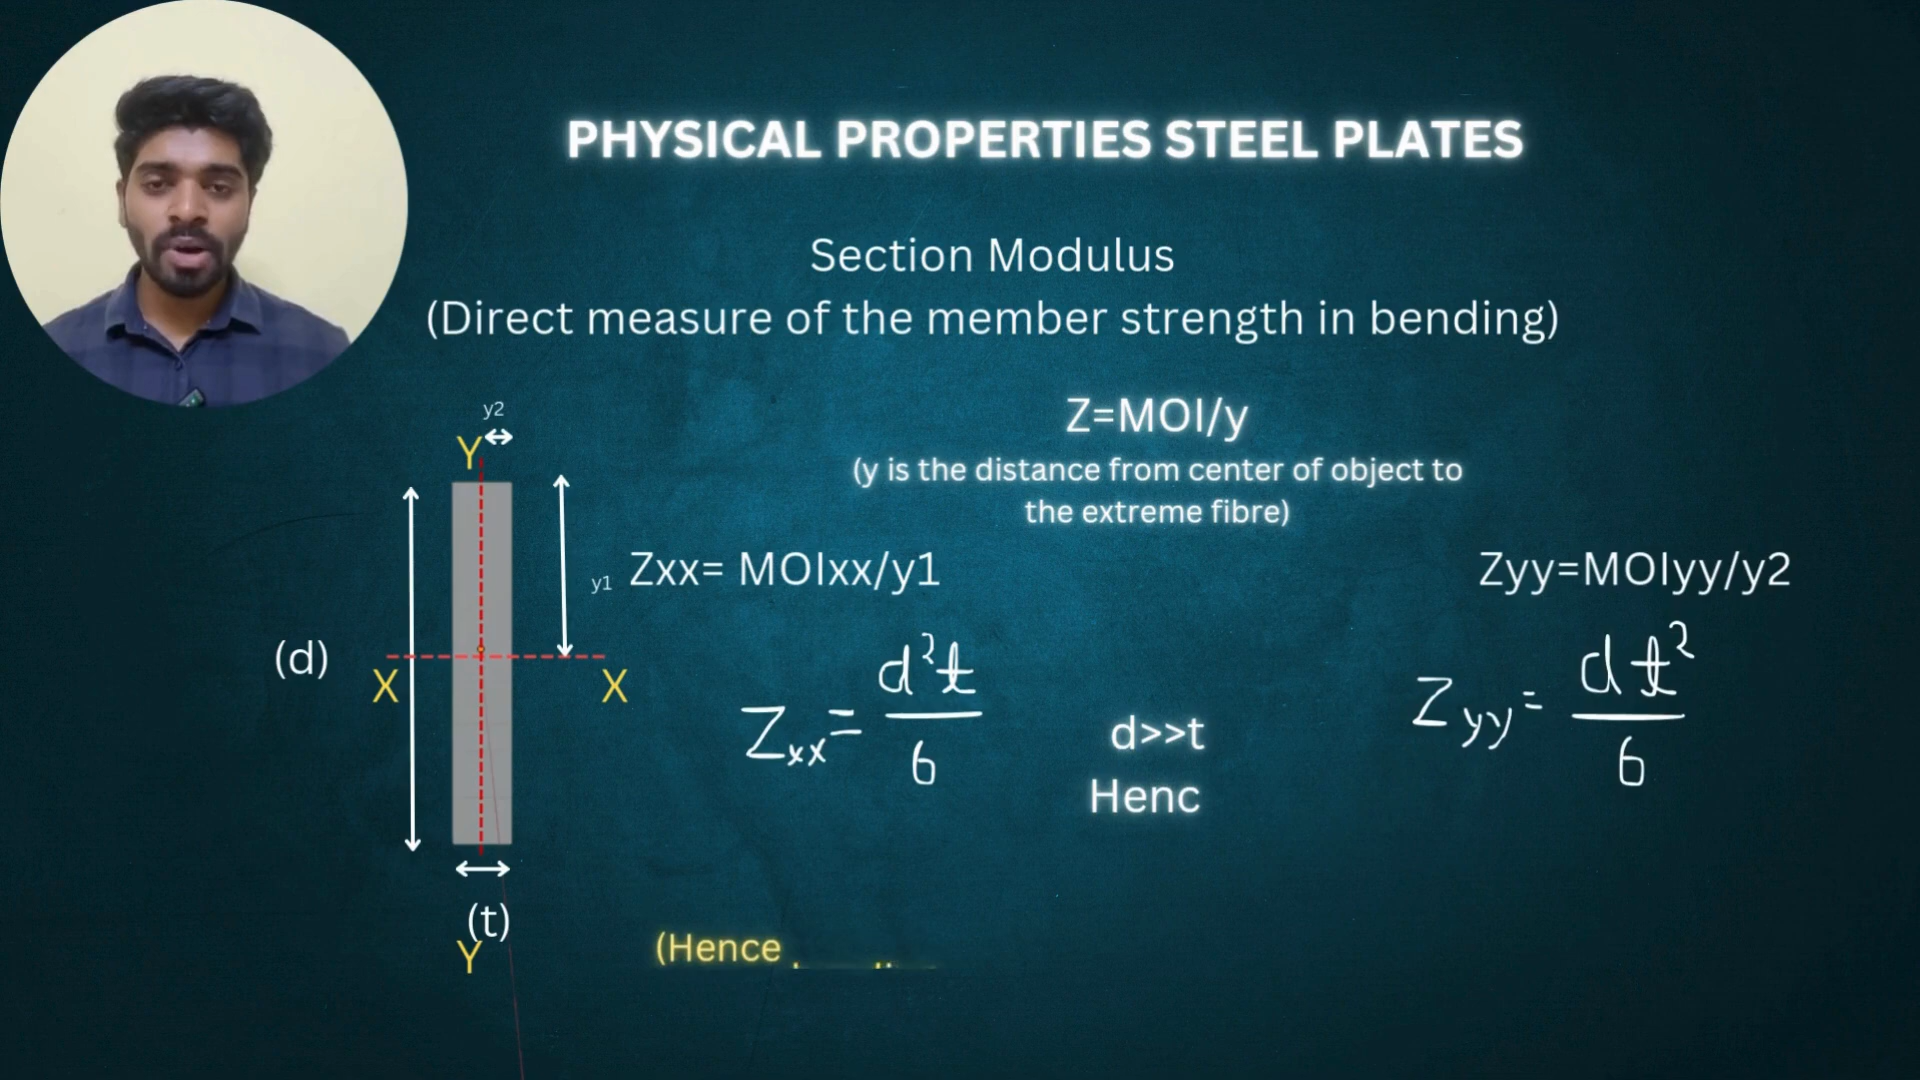 PHYSICAL PROPERTIES STEEL PLATES
Section Modulus
(Direct measure of the member strength in bending)
y2
Y
Z=MOI/y
(y is the distance from center of object to
the extreme fibre)
y1
Zxx= MOIxx/y1
Zyy=MOIyy/y2
(d)
X
X
Zxx = d²t/6
d>>t
Henc
Zyy = dt²/6
(t)
Y
(Hence